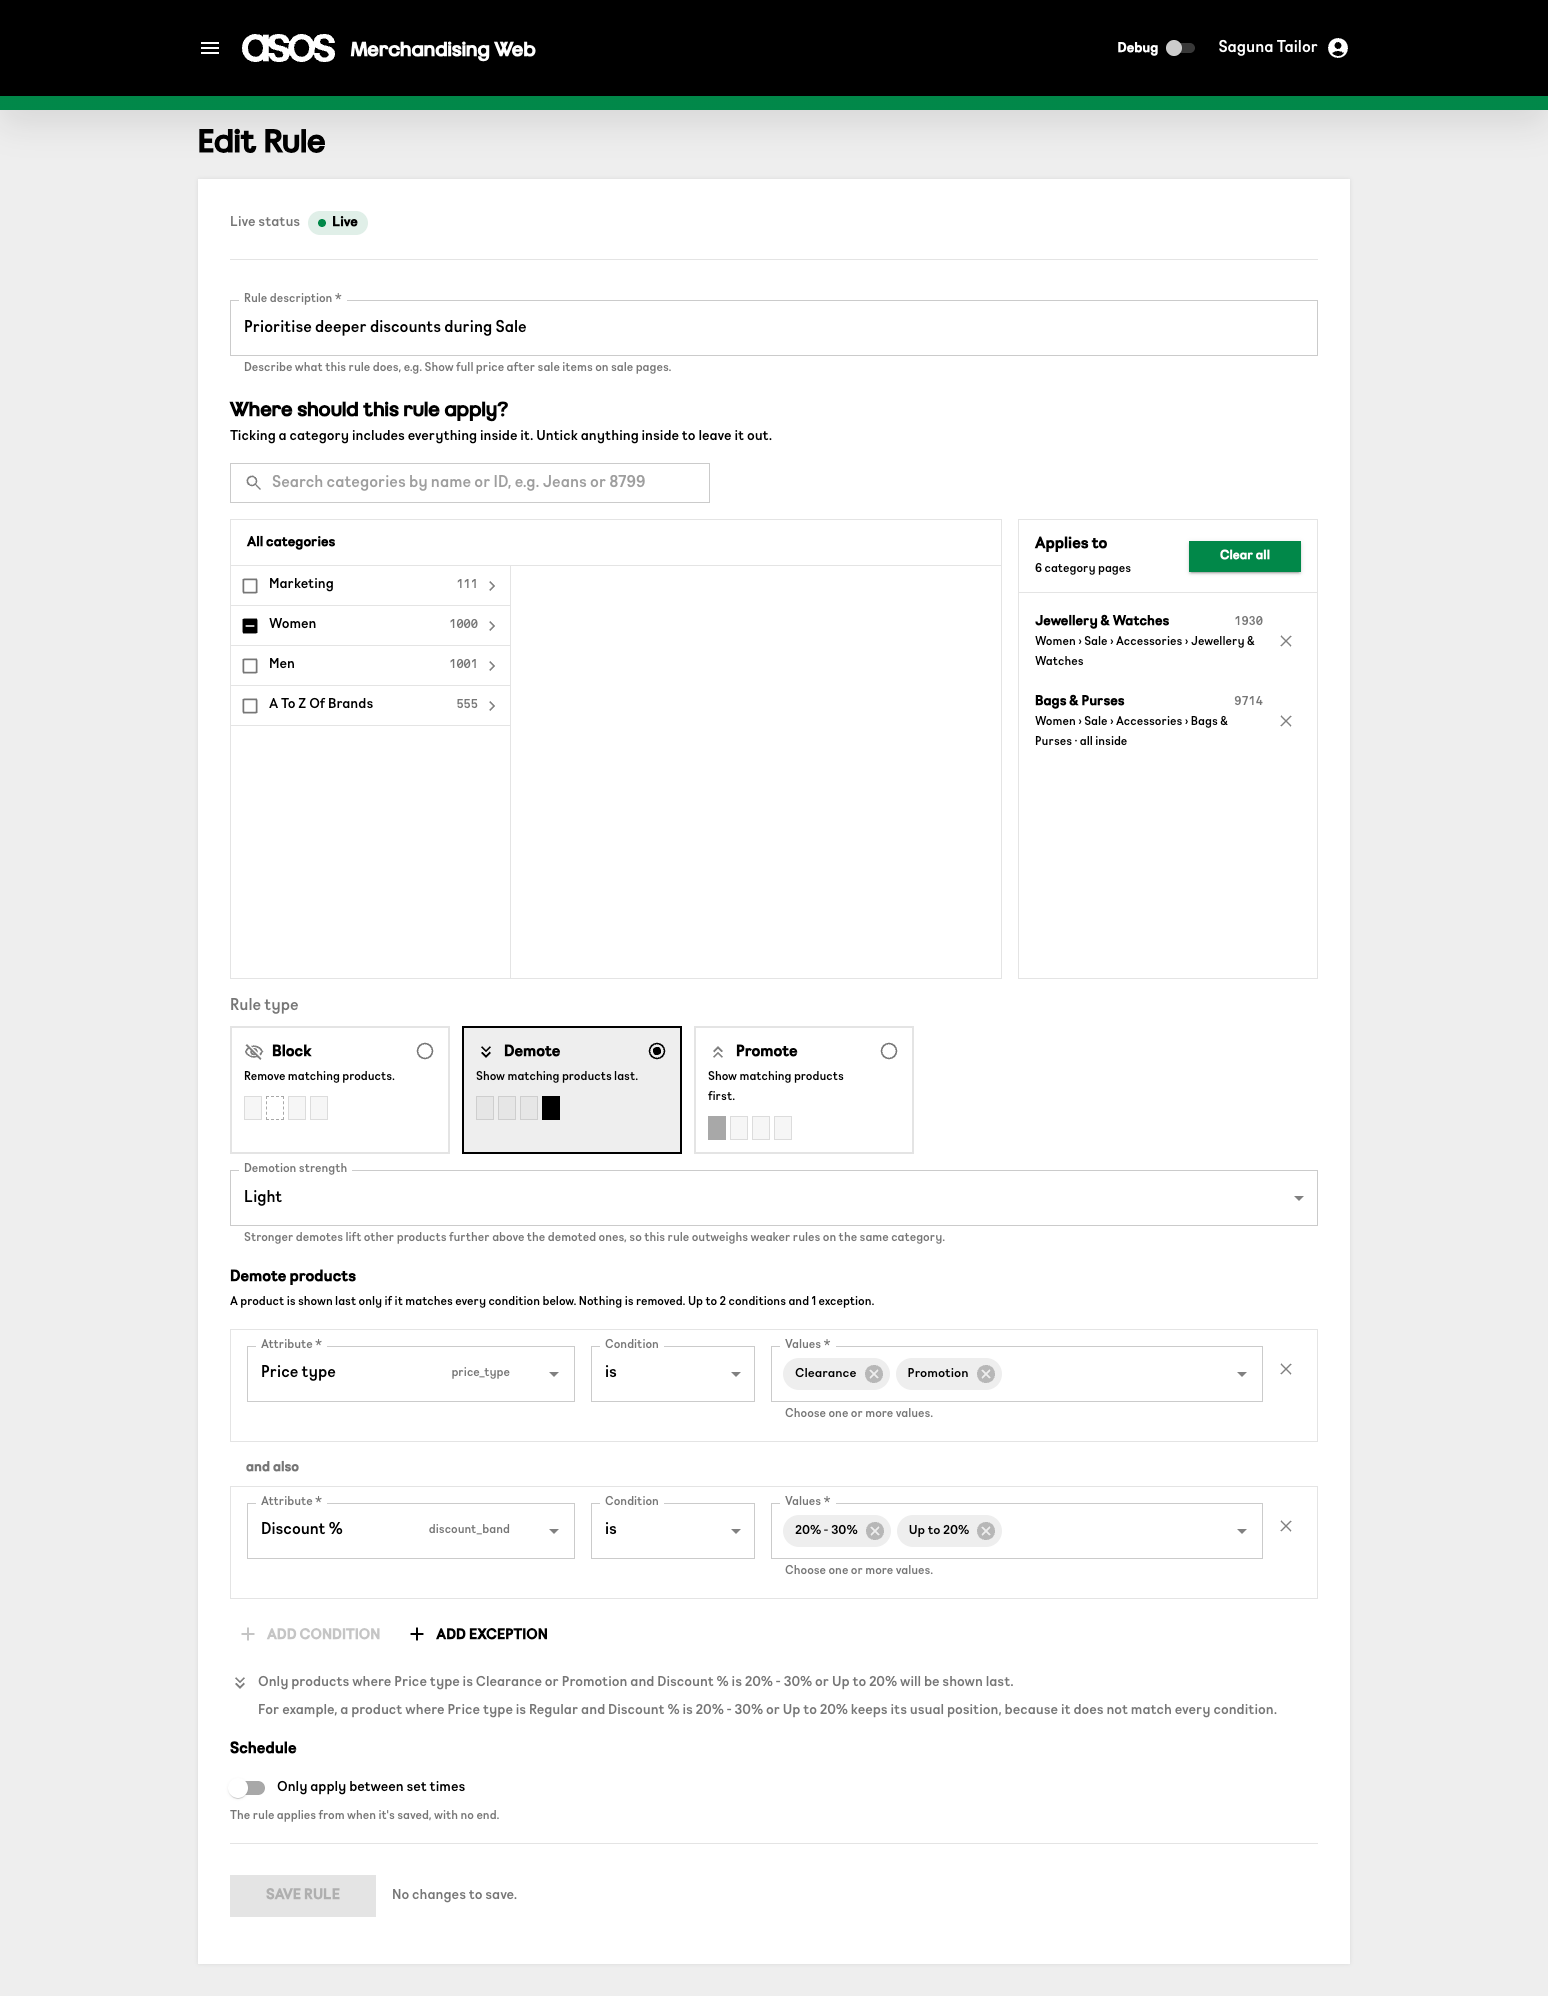 asos Merchandising Web
Debug
Saguna Tailor
Edit Rule
Live status
Live
Rule description *
Prioritise deeper discounts during Sale
Describe what this rule does, e.g. Show full price after sale items on sale pages.
Where should this rule apply?
Ticking a category includes everything inside it. Untick anything inside to leave it out.
Search categories by name or ID, e.g. Jeans or 8799
All categories
Marketing 111
Women 1000
Men 1001
A To Z Of Brands 555
Applies to
6 category pages
Clear all
Jewellery & Watches 1930
Women › Sale › Accessories › Jewellery &
Watches
Bags & Purses 9714
Women › Sale › Accessories › Bags &
Purses · all inside
Rule type
Block
Remove matching products.
Demote
Show matching products last.
Promote
Show matching products
first.
Demotion strength
Light
Stronger demotes lift other products further above the demoted ones, so this rule outweighs weaker rules on the same category.
Demote products
A product is shown last only if it matches every condition below. Nothing is removed. Up to 2 conditions and 1 exception.
Attribute *
Price type price_type
Condition
is
Values *
Clearance
Promotion
Choose one or more values.
and also
Attribute *
Discount % discount_band
Condition
is
Values *
20% - 30%
Up to 20%
Choose one or more values.
ADD CONDITION
ADD EXCEPTION
Only products where Price type is Clearance or Promotion and Discount % is 20% - 30% or Up to 20% will be shown last.
For example, a product where Price type is Regular and Discount % is 20% - 30% or Up to 20% keeps its usual position, because it does not match every condition.
Schedule
Only apply between set times
The rule applies from when it's saved, with no end.
SAVE RULE
No changes to save.